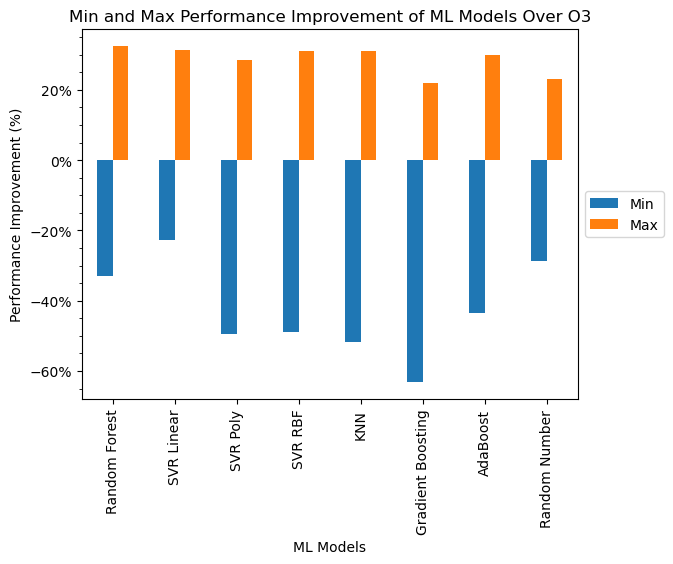 Min and Max Performance Improvement of ML Models Over O3
Performance Improvement (%)
20%
0%
−20%
−40%
−60%
Min
Max
Random Forest
SVR Linear
SVR Poly
SVR RBF
KNN
Gradient Boosting
AdaBoost
Random Number
ML Models